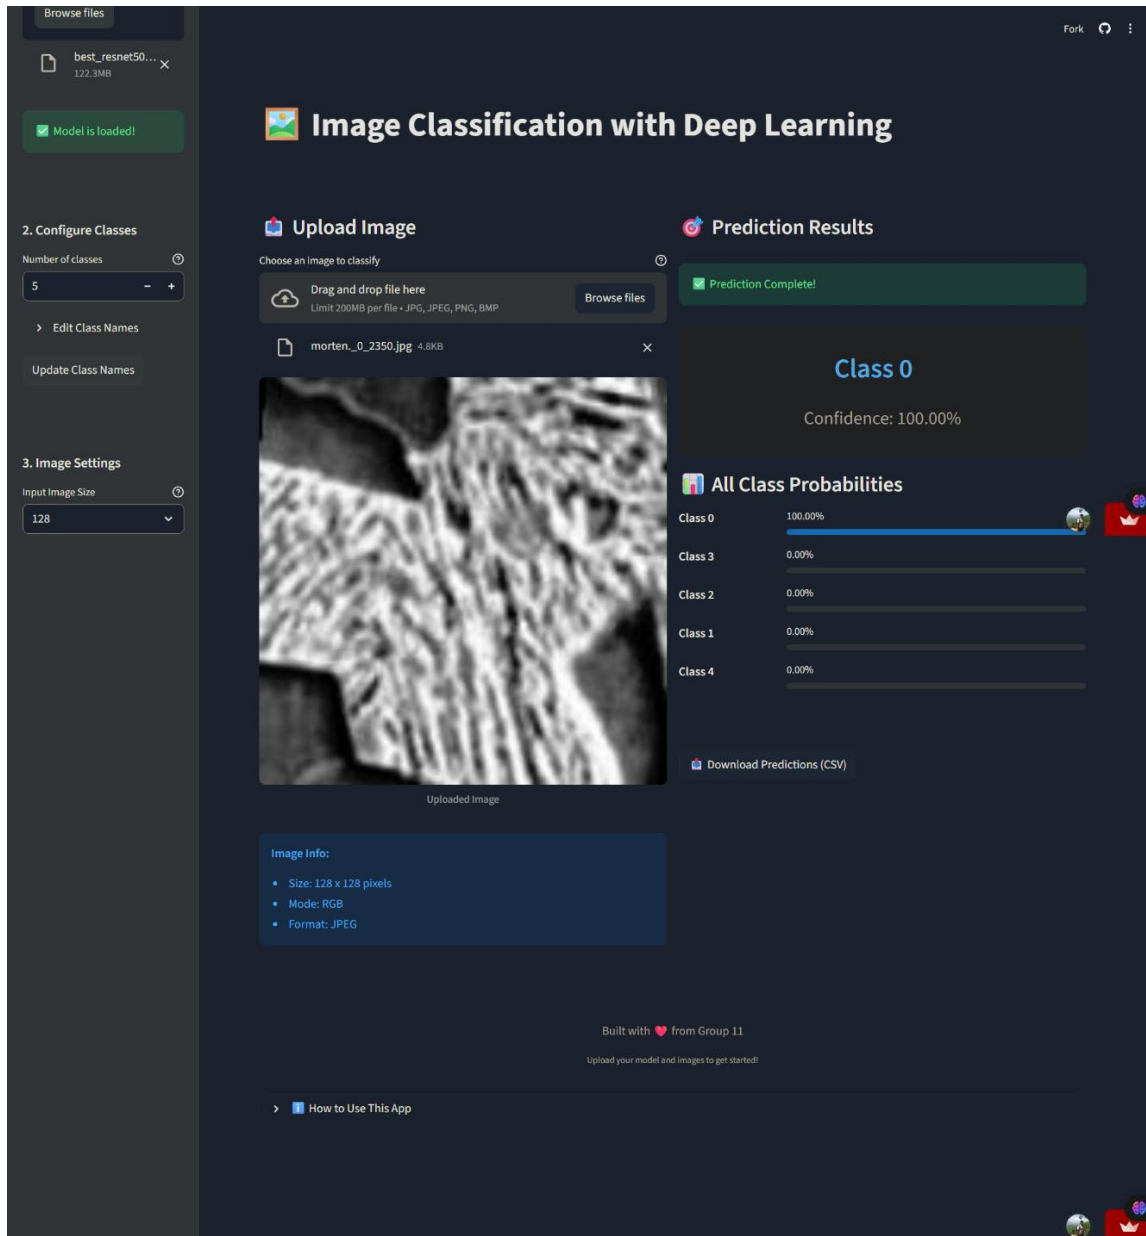 Browse files
best_resnet50...
122.3MB
Model is loaded!
2. Configure Classes
Number of classes
5
Edit Class Names
Update Class Names
3. Image Settings
Input Image Size
128
Fork
Image Classification with Deep Learning
Upload Image
Choose an image to classify
Drag and drop file here
Limit 200MB per file • JPG, JPEG, PNG, BMP
Browse files
morten._0_2350.jpg 4.8KB
Uploaded Image
Image Info:
• Size: 128 x 128 pixels
• Mode: RGB
• Format: JPEG
Prediction Results
Prediction Complete!
Class 0
Confidence: 100.00%
All Class Probabilities
Class 0 100.00%
Class 3 0.00%
Class 2 0.00%
Class 1 0.00%
Class 4 0.00%
Download Predictions (CSV)
Built with ❤️ from Group 11
Upload your model and images to get started!
How to Use This App